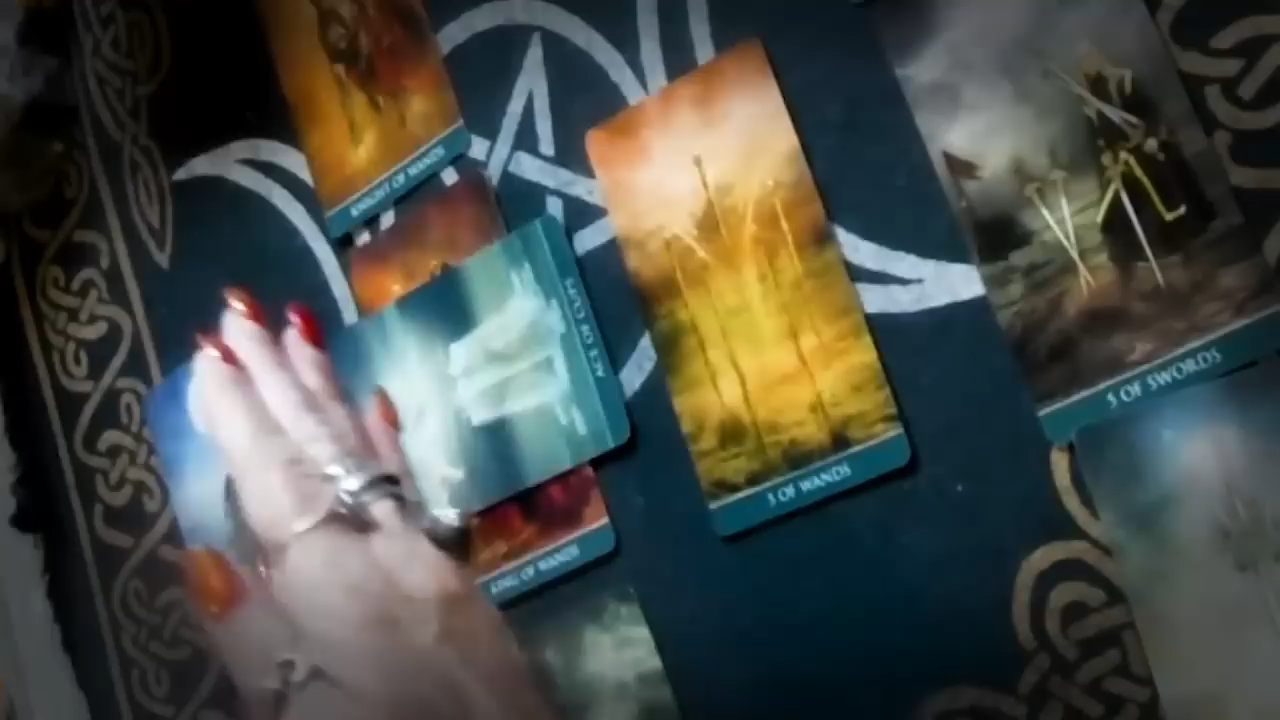 KNIGHT OF WANDS
ACE OF CUPS
5 OF WANDS
5 OF SWORDS
KING OF WANDS